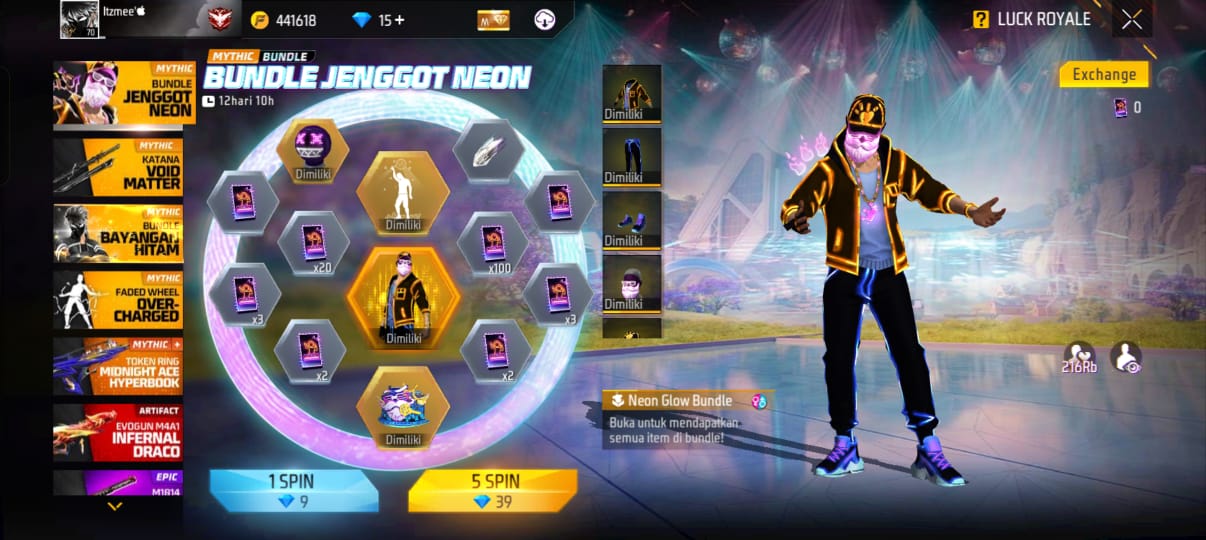 Itzmee'
70
441618
15 +
M
LUCK ROYALE
MYTHIC BUNDLE
BUNDLE JENGGOT NEON
12hari 10h
MYTHIC
BUNDLE
JENGGOT
NEON
MYTHIC
KATANA
VOID
MATTER
MYTHIC
BUNDLE
BAYANGAN
HITAM
MYTHIC
FADED WHEEL
OVER-
CHARGED
MYTHIC +
TOKEN RING
MIDNIGHT ACE
HYPERBOOK
ARTIFACT
EVOGUN M4A1
INFERNAL
DRACO
EPIC
M1014
Dimiliki
Dimiliki
x20
x100
x3
Dimiliki
x3
x2
x2
Dimiliki
1 SPIN
9
5 SPIN
39
Dimiliki
Dimiliki
Dimiliki
Dimiliki
Neon Glow Bundle
Buka untuk mendapatkan
semua item di bundle!
Exchange
0
216Rb